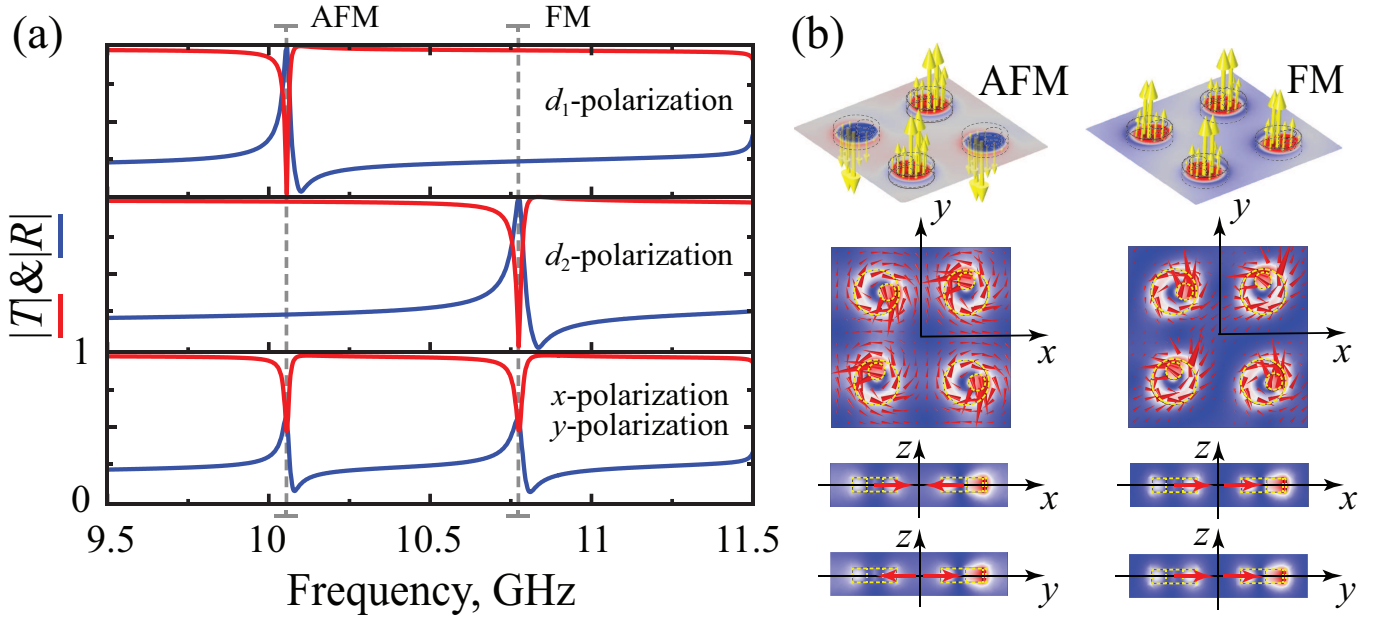 (a)
AFM
FM
d₁-polarization
d₂-polarization
x-polarization
y-polarization
|T|&|R|
1
0
9.5 10 10.5 11 11.5
Frequency, GHz
(b)
AFM
FM
y
y
x
x
z
z
x
x
z
z
y
y